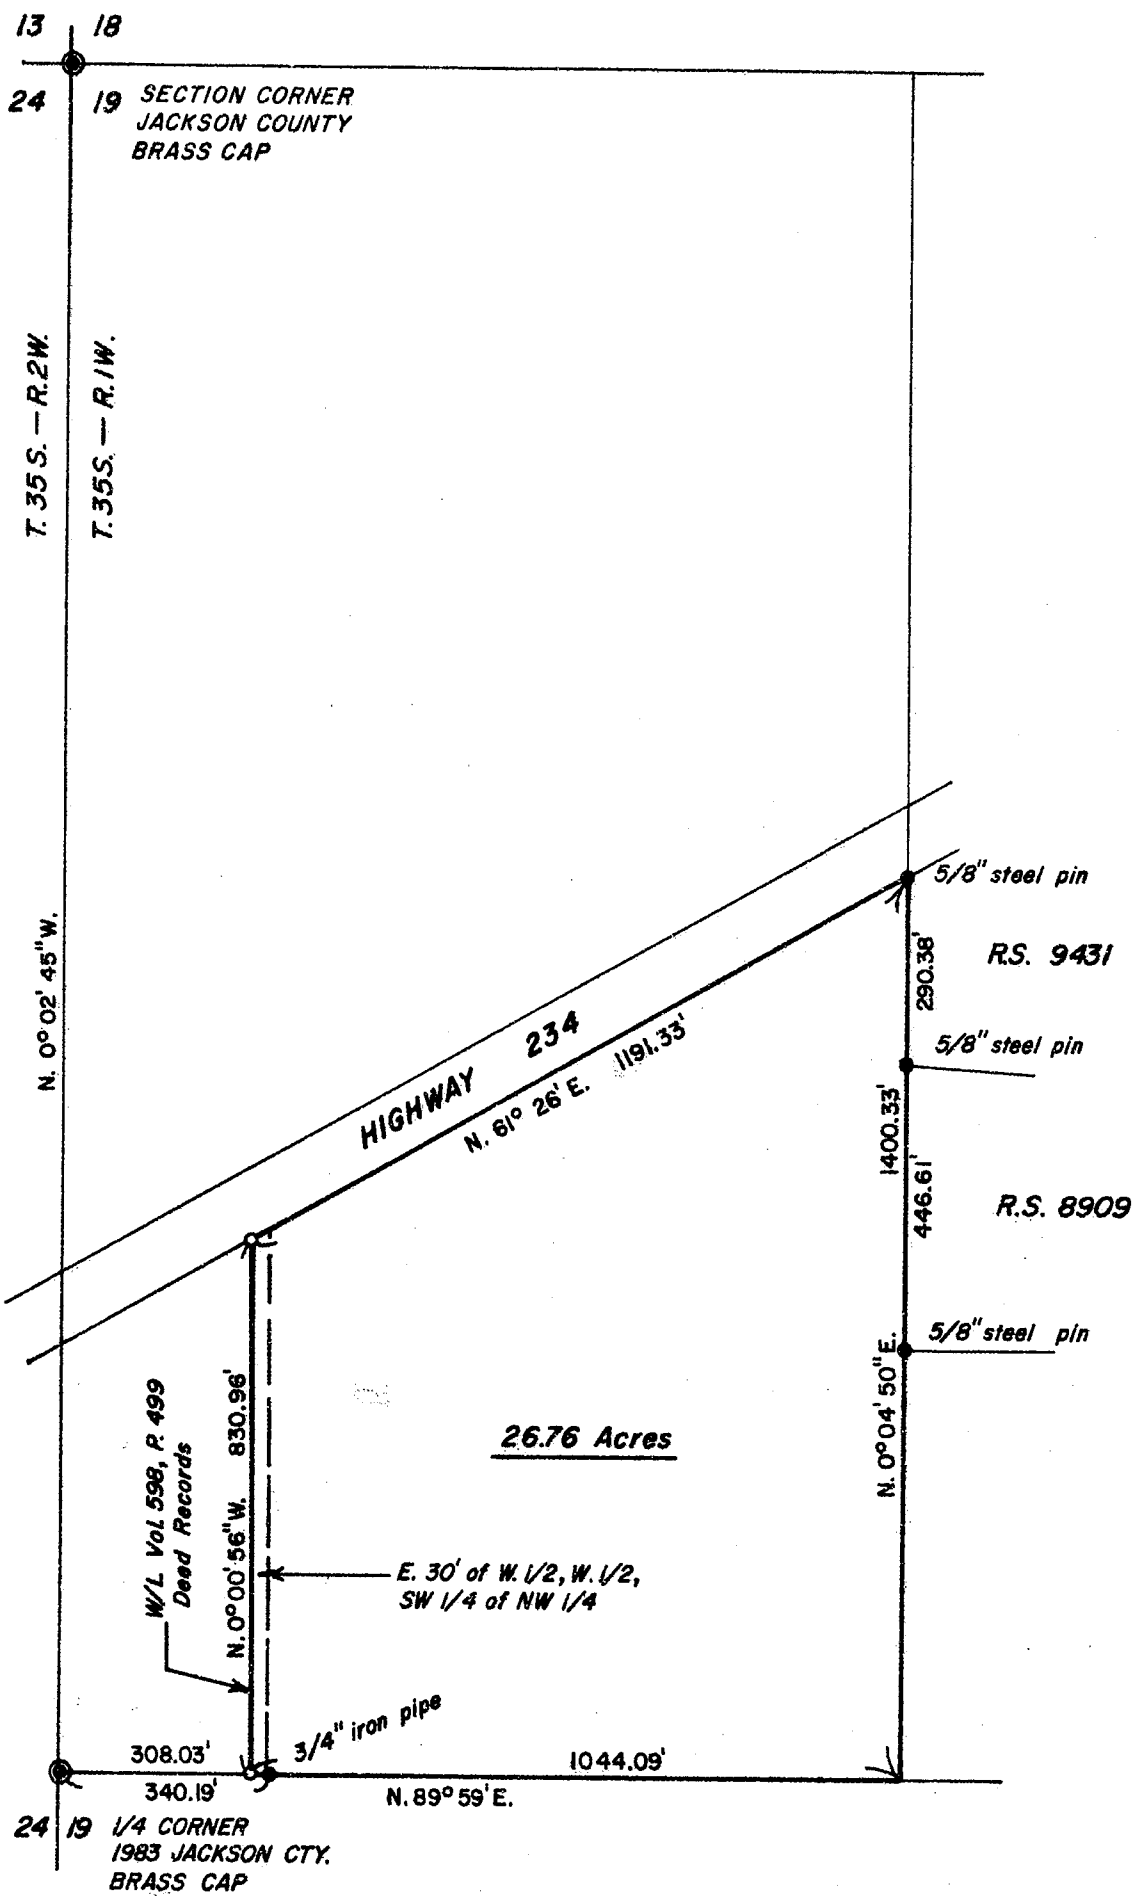 13 18
24 19
SECTION CORNER
JACKSON COUNTY
BRASS CAP
T. 35 S. — R. 2W.
T. 35S. — R. 1W.
N. 0° 02' 45" W.
HIGHWAY 234
N. 61° 26' E. 1191.33'
5/8" steel pin
290.38'
R.S. 9431
5/8" steel pin
1400.33'
446.61'
R.S. 8909
5/8" steel pin
N. 0° 04' 50" E.
26.76 Acres
W/L Vol. 598, P. 499
Deed Records
N. 0° 00' 56" W. 830.96'
E. 30' of W. 1/2, W. 1/2,
SW 1/4 of NW 1/4
3/4" iron pipe
308.03'
340.19'
1044.09'
N. 89° 59' E.
24 19
1/4 CORNER
1983 JACKSON CTY.
BRASS CAP